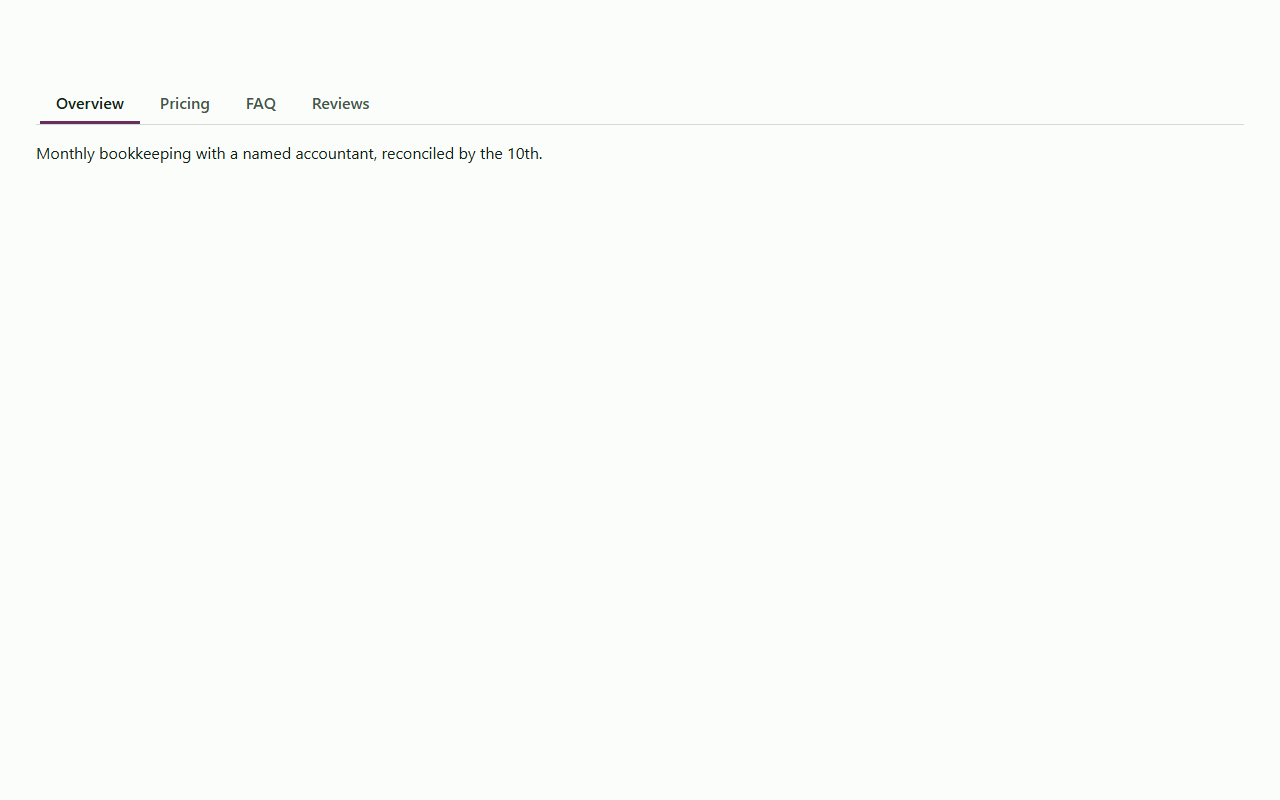 Overview Pricing FAQ Reviews
Monthly bookkeeping with a named accountant, reconciled by the 10th.